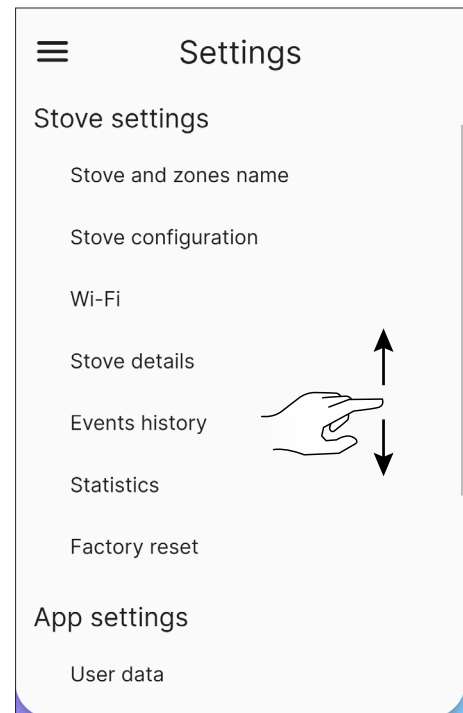 Settings
Stove settings
Stove and zones name
Stove configuration
Wi-Fi
Stove details
Events history
Statistics
Factory reset
App settings
User data